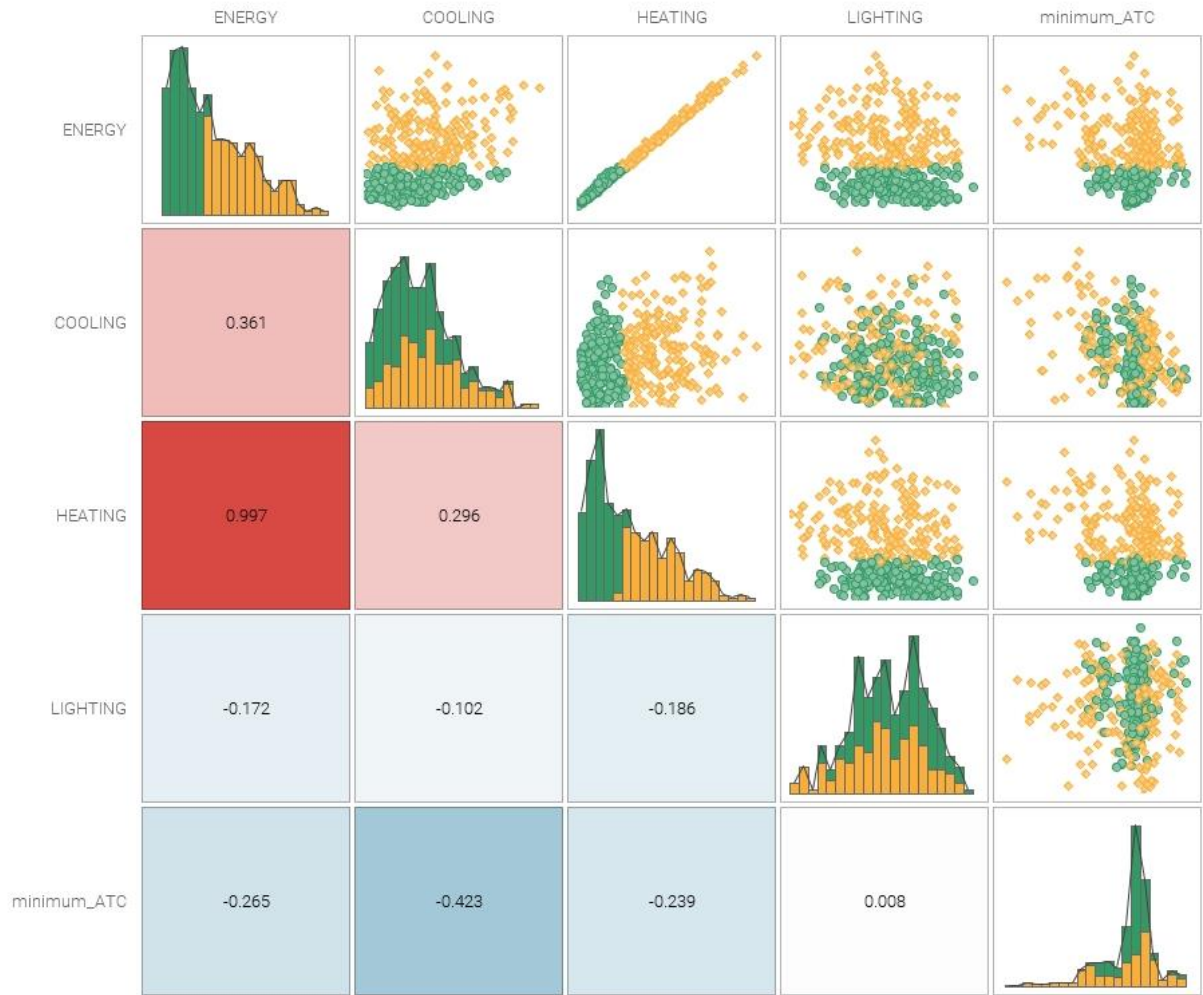 ENERGY COOLING HEATING LIGHTING minimum_ATC
ENERGY
COOLING 0.361
HEATING 0.997 0.296
LIGHTING -0.172 -0.102 -0.186
minimum_ATC -0.265 -0.423 -0.239 0.008